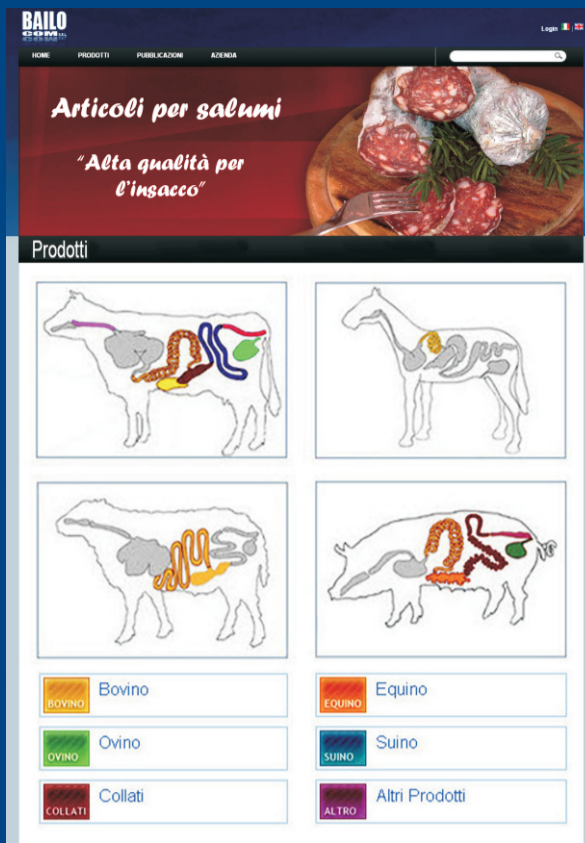 BAILO
COM SRL
Login
HOME PRODOTTI PUBBLICAZIONI AZIENDA
Articoli per salumi
“Alta qualità per
l'insacco”
Prodotti
BOVINO Bovino
EQUINO Equino
OVINO Ovino
SUINO Suino
COLLATI Collati
ALTRO Altri Prodotti